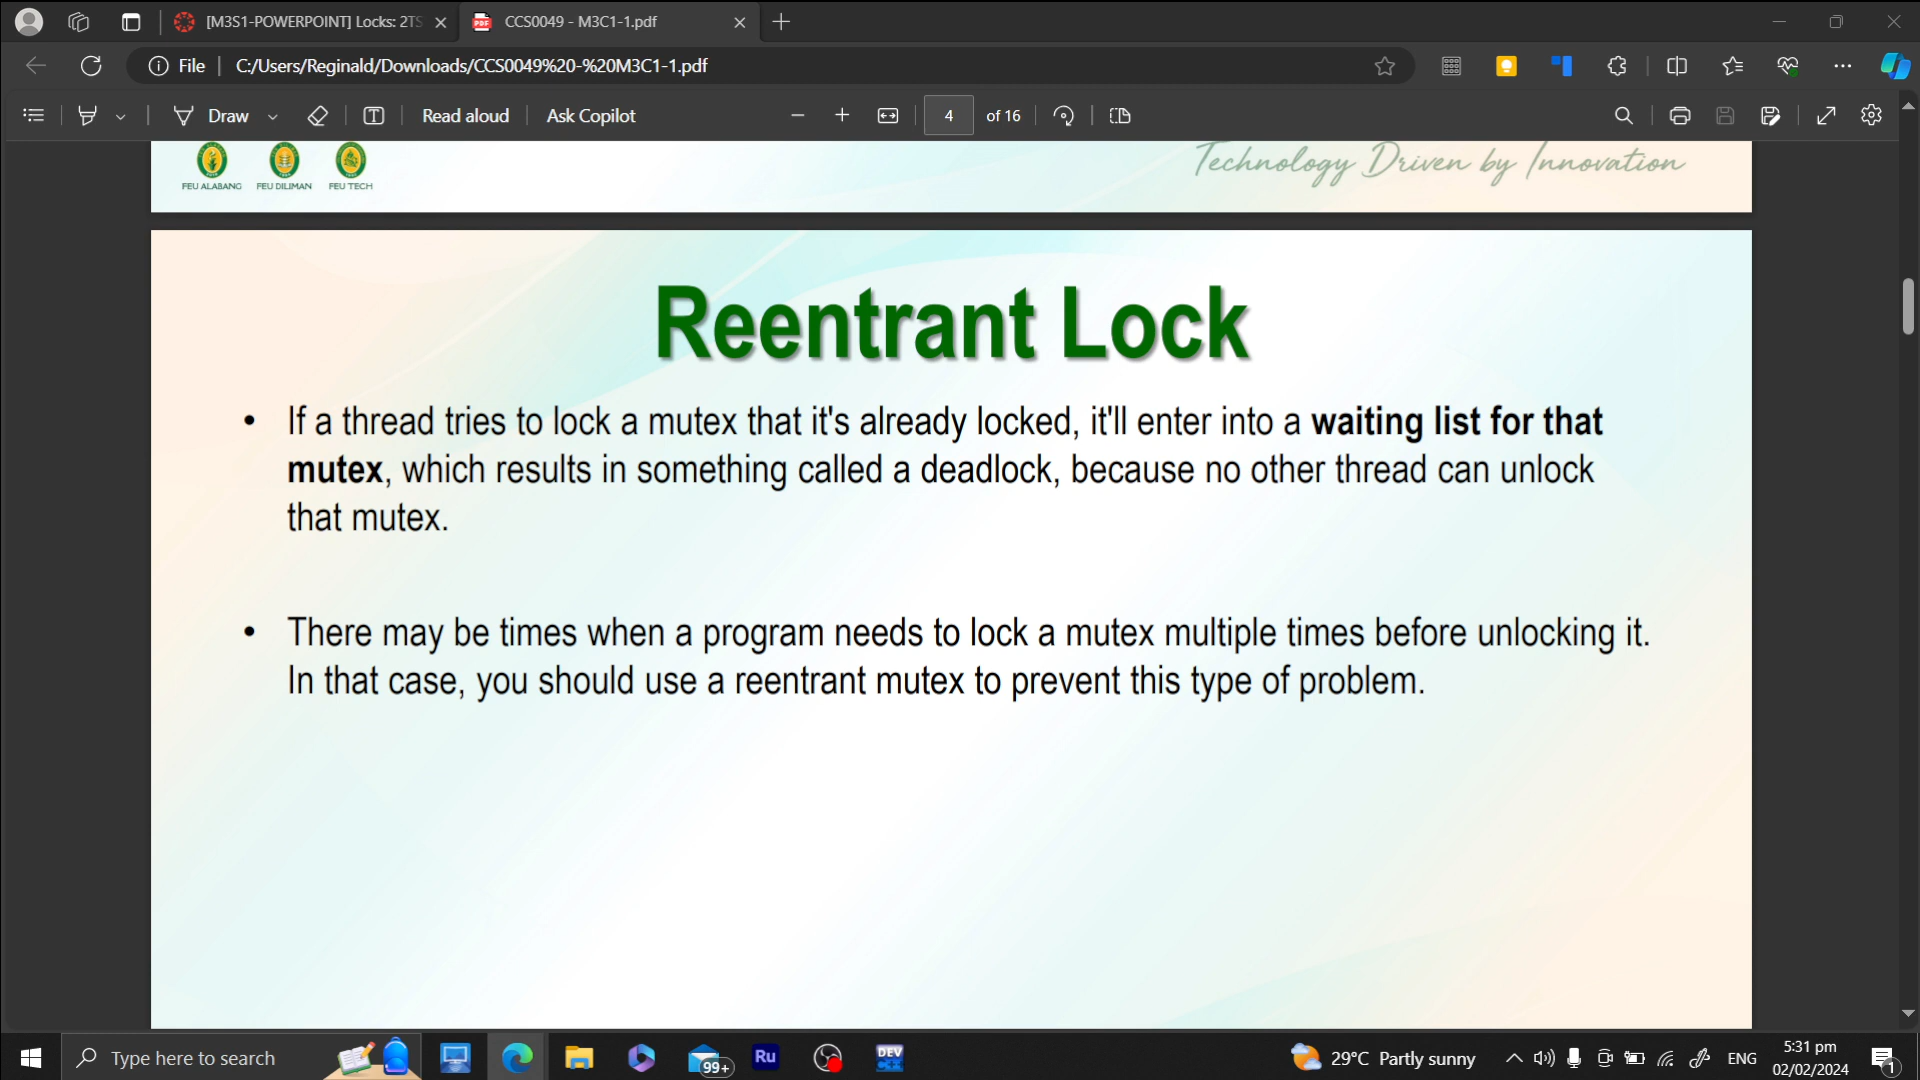 [M3S1-POWERPOINT] Locks: 2TS
PDF
CCS0049 - M3C1-1.pdf
File
C:/Users/Reginald/Downloads/CCS0049%20-%20M3C1-1.pdf
Draw
Read aloud
Ask Copilot
4
of 16
FEU ALABANG
FEU DILIMAN
FEU TECH
Technology Driven by Innovation
Reentrant Lock
• If a thread tries to lock a mutex that it's already locked, it'll enter into a waiting list for that
mutex, which results in something called a deadlock, because no other thread can unlock
that mutex.
• There may be times when a program needs to lock a mutex multiple times before unlocking it.
In that case, you should use a reentrant mutex to prevent this type of problem.
Type here to search
99+
Ru
DEV
C++
29°C Partly sunny
ENG
5:31 pm
02/02/2024
1